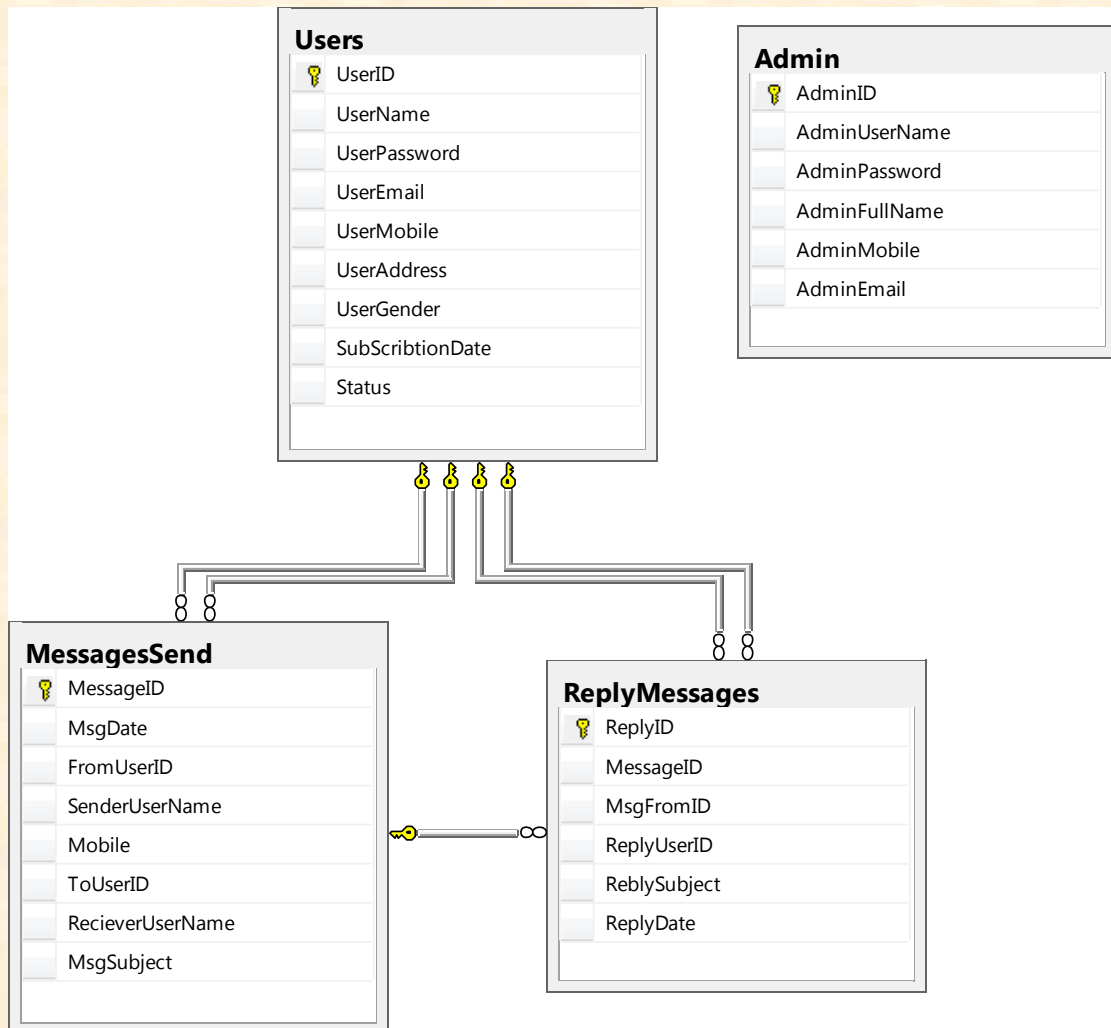 Users
UserID
UserName
UserPassword
UserEmail
UserMobile
UserAddress
UserGender
SubScribtionDate
Status
Admin
AdminID
AdminUserName
AdminPassword
AdminFullName
AdminMobile
AdminEmail
MessagesSend
MessageID
MsgDate
FromUserID
SenderUserName
Mobile
ToUserID
RecieverUserName
MsgSubject
ReplyMessages
ReplyID
MessageID
MsgFromID
ReplyUserID
ReblySubject
ReplyDate